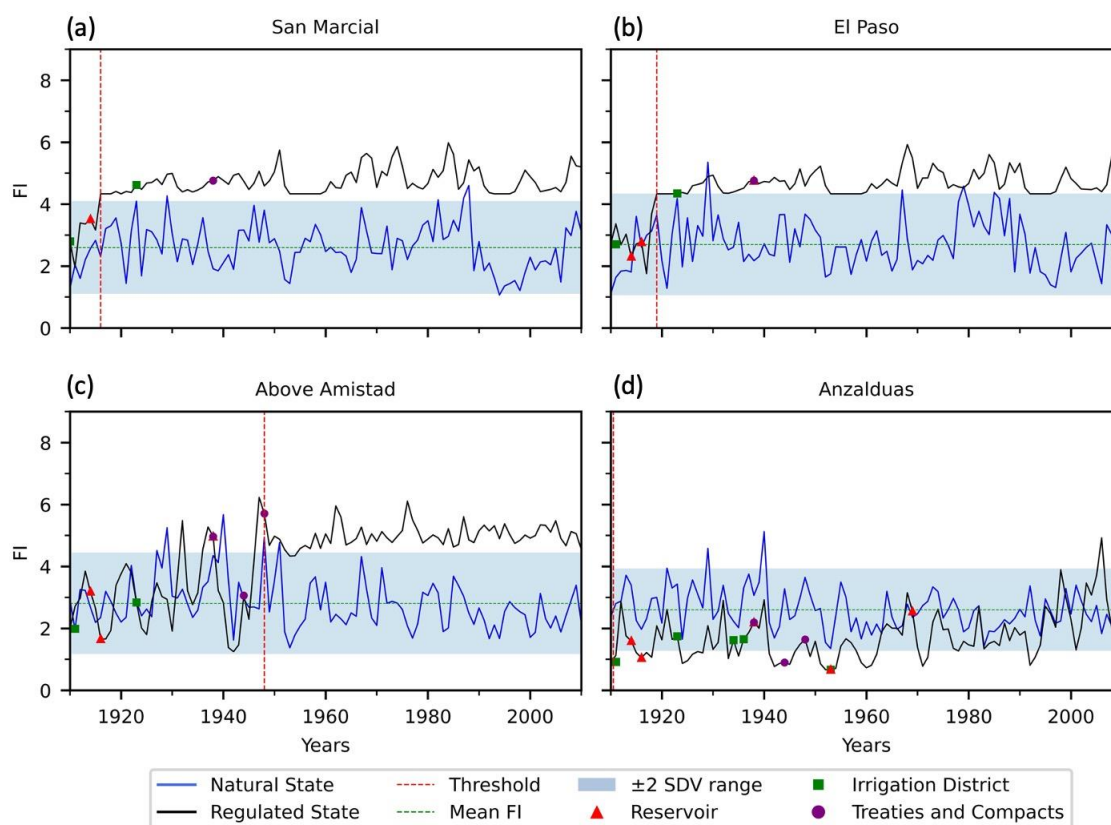 (a) San Marcial
(b) El Paso
8
6
4
2
0
FI
(c) Above Amistad
(d) Anzalduas
8
6
4
2
0
FI
1920 1940 1960 1980 2000
1920 1940 1960 1980 2000
Years
Years
Natural State Threshold ±2 SDV range Irrigation District
Regulated State Mean FI Reservoir Treaties and Compacts